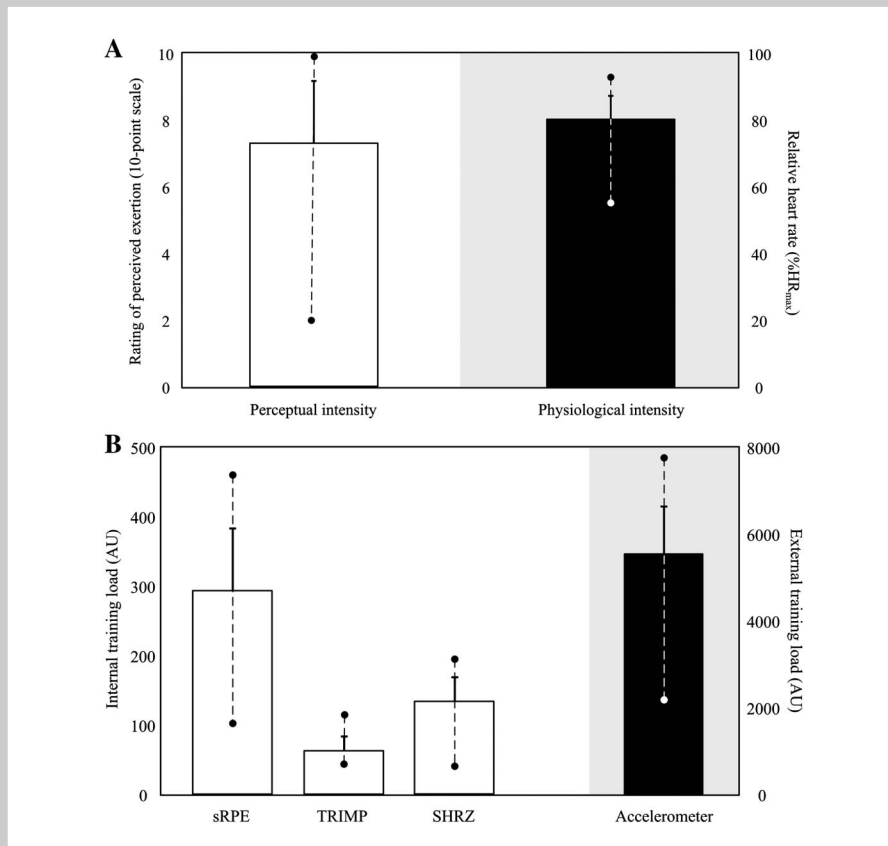 A
10
8
6
4
2
0
Rating of perceived exertion (10-point scale)
100
80
60
40
20
0
Relative heart rate (%HRmax)
Perceptual intensity
Physiological intensity
B
500
400
300
200
100
0
Internal training load (AU)
8000
6000
4000
2000
0
External training load (AU)
sRPE
TRIMP
SHRZ
Accelerometer